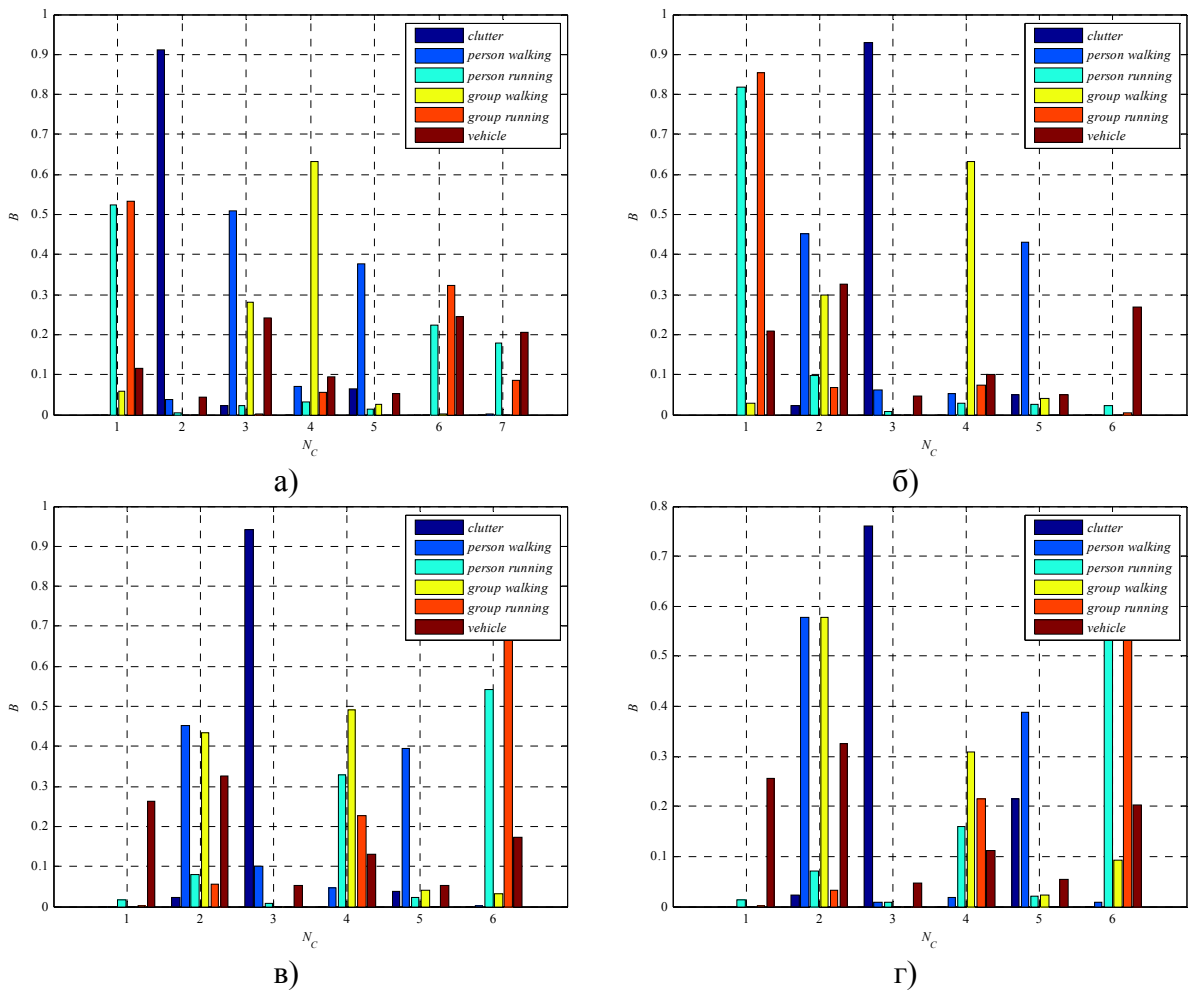 1
0.9
0.8
0.7
0.6
0.5
0.4
0.3
0.2
0.1
0
B
clutter
person walking
person running
group walking
group running
vehicle
1 2 3 4 5 6 7
N_C
а)
1
0.9
0.8
0.7
0.6
0.5
0.4
0.3
0.2
0.1
0
B
clutter
person walking
person running
group walking
group running
vehicle
1 2 3 4 5 6
N_C
б)
1
0.9
0.8
0.7
0.6
0.5
0.4
0.3
0.2
0.1
0
B
clutter
person walking
person running
group walking
group running
vehicle
1 2 3 4 5 6
N_C
в)
0.8
0.7
0.6
0.5
0.4
0.3
0.2
0.1
0
B
clutter
person walking
person running
group walking
group running
vehicle
1 2 3 4 5 6
N_C
г)